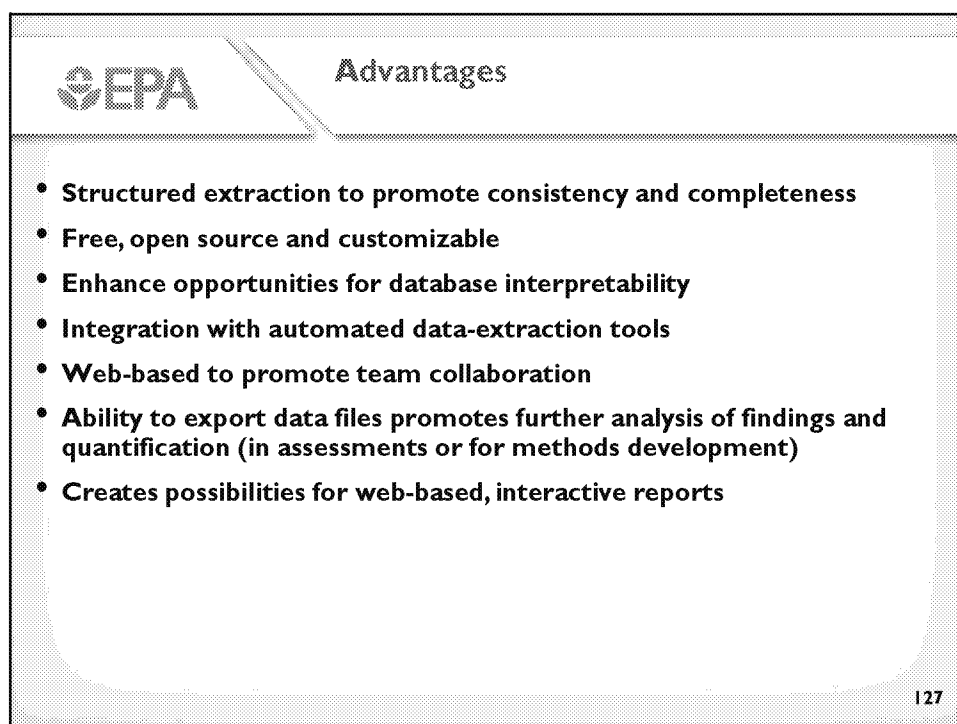 EPA
Advantages
• Structured extraction to promote consistency and completeness
• Free, open source and customizable
• Enhance opportunities for database interpretability
• Integration with automated data-extraction tools
• Web-based to promote team collaboration
• Ability to export data files promotes further analysis of findings and
quantification (in assessments or for methods development)
• Creates possibilities for web-based, interactive reports
127